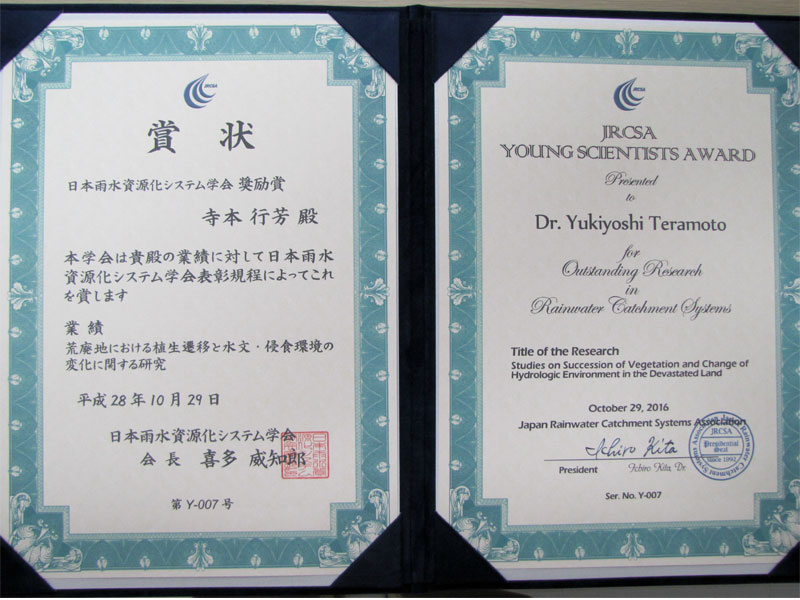 JRCSA
賞状
日本雨水資源化システム学会 奨励賞
寺本 行芳 殿
本学会は貴殿の業績に対して日本雨水
資源化システム学会表彰規程によってこれ
を賞します
業績
荒廃地における植生遷移と水文・侵食環境の
変化に関する研究
平成28年10月29日
日本雨水資源化システム学会
会長 喜多 威知郎
第 Y-007 号
JRCSA
JRCSA
YOUNG SCIENTISTS AWARD
Presented
to
Dr. Yukiyoshi Teramoto
for
Outstanding Research
in
Rainwater Catchment Systems
Title of the Research
Studies on Succession of Vegetation and Change of
Hydrologic Environment in the Devastated Land
October 29, 2016
Japan Rainwater Catchment Systems Association
Ichiro Kita
President Ichiro Kita, Dr.
Ser. No. Y-007
JRCSA
Presidential
Seal